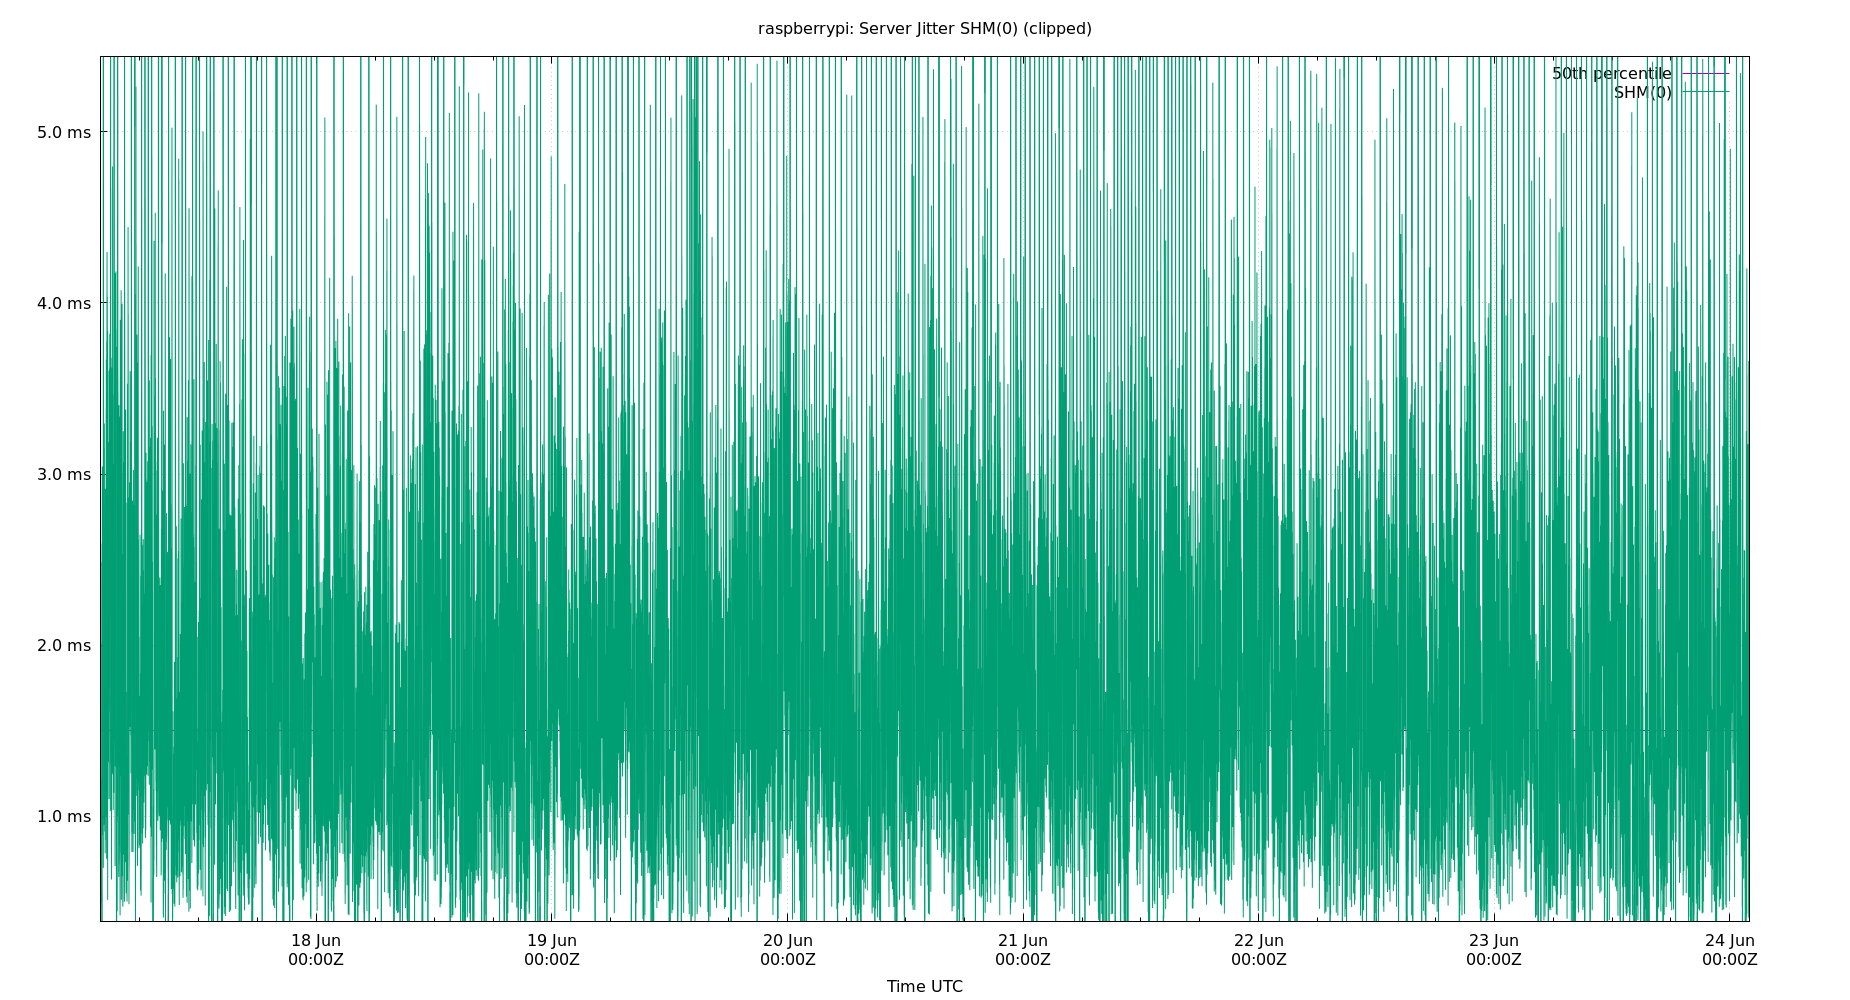 raspberrypi: Server Jitter SHM(0) (clipped)
50th percentile
SHM(0)
5.0 ms
4.0 ms
3.0 ms
2.0 ms
1.0 ms
18 Jun 19 Jun 20 Jun 21 Jun 22 Jun 23 Jun 24 Jun
00:00Z 00:00Z 00:00Z 00:00Z 00:00Z 00:00Z 00:00Z
Time UTC